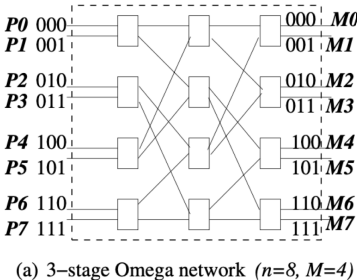 P0 000 000 M0
P1 001 001 M1
P2 010 010 M2
P3 011 011 M3
P4 100 100 M4
P5 101 101 M5
P6 110 110 M6
P7 111 111 M7
(a) 3-stage Omega network (n=8, M=4)